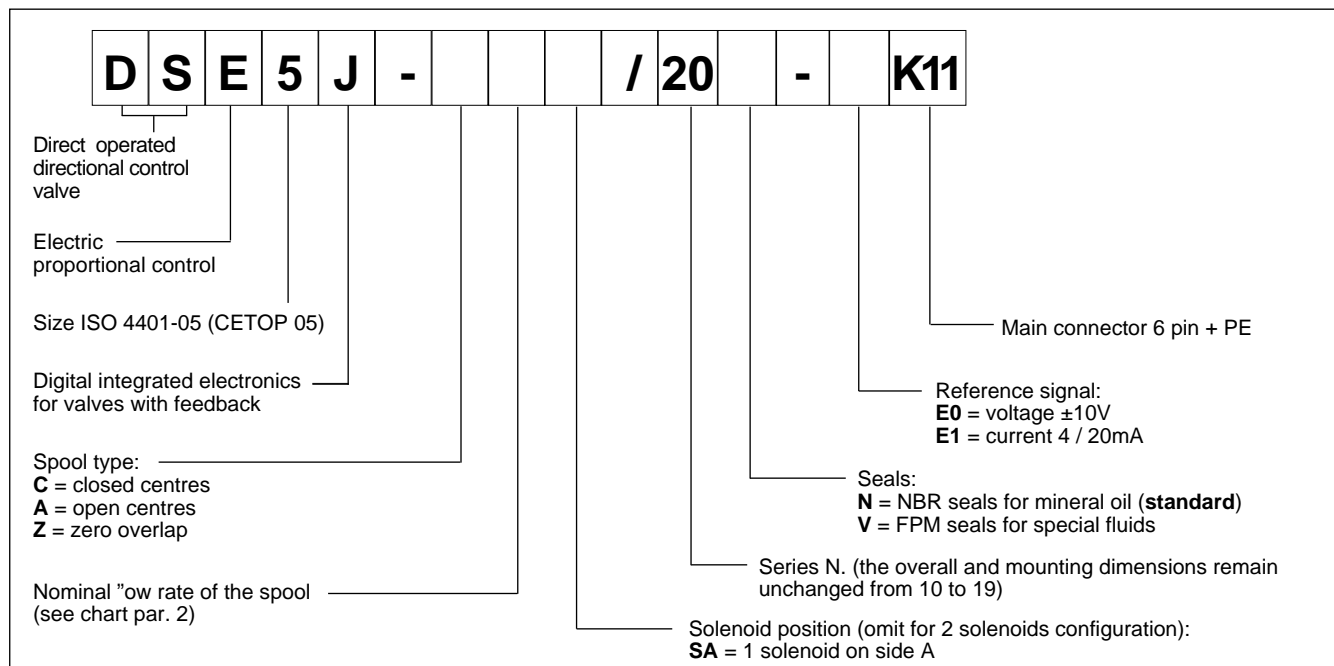 D S E 5 J - / 20 - K11
Direct operated
directional control
valve
Electric
proportional control
Size ISO 4401-05 (CETOP 05)
Digital integrated electronics
for valves with feedback
Spool type:
C = closed centres
A = open centres
Z = zero overlap
Nominal ”ow rate of the spool
(see chart par. 2)
Main connector 6 pin + PE
Reference signal:
E0 = voltage ±10V
E1 = current 4 / 20mA
Seals:
N = NBR seals for mineral oil (standard)
V = FPM seals for special fluids
Series N. (the overall and mounting dimensions remain
unchanged from 10 to 19)
Solenoid position (omit for 2 solenoids configuration):
SA = 1 solenoid on side A